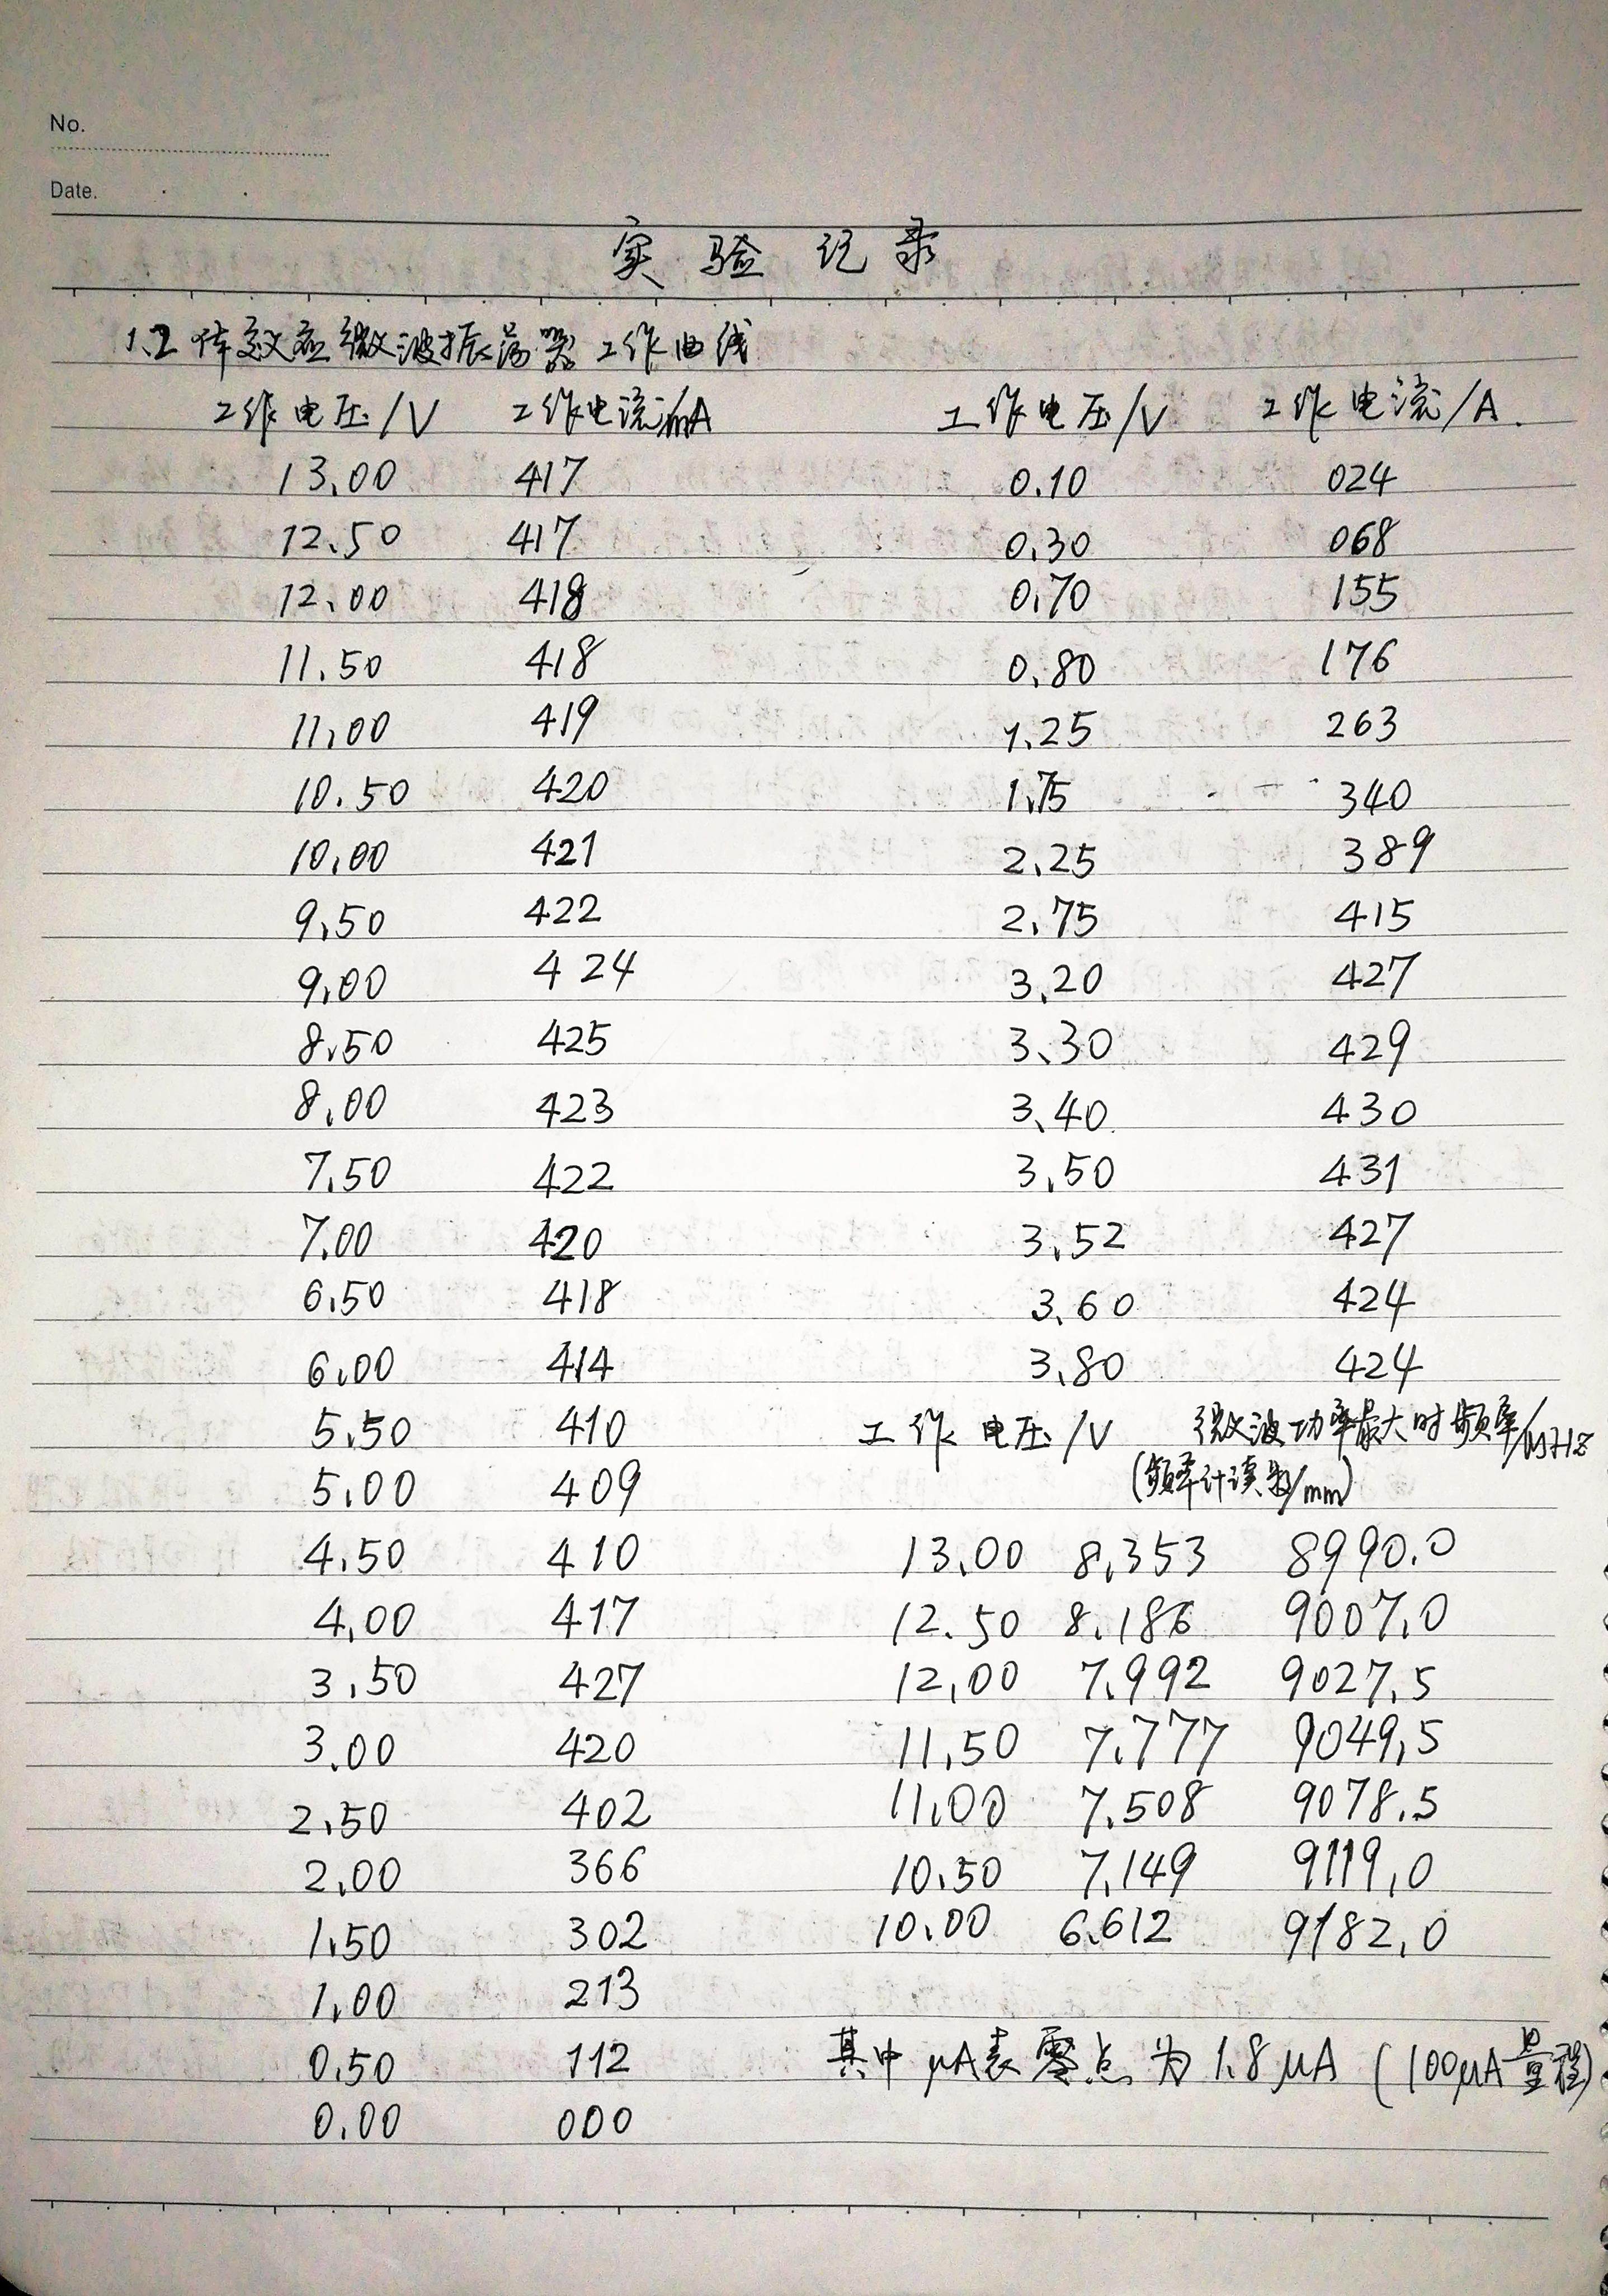 No.
Date.
实验记录
1.2 体效应微波振荡器工作曲线
工作电压/V 工作电流/mA
13.00 417
12.50 417
12.00 418
11.50 418
11.00 419
10.50 420
10.00 421
9.50 422
9.00 424
8.50 425
8.00 423
7.50 422
7.00 420
6.50 418
6.00 414
5.50 410
5.00 409
4.50 410
4.00 417
3.50 427
3.00 420
2.50 402
2.00 366
1.50 302
1.00 213
0.50 112
0.00 000
工作电压/V 工作电流/A.
0.10 024
0.30 068
0.70 155
0.80 176
1.25 263
1.75 340
2.25 389
2.75 415
3.20 427
3.30 429
3.40 430
3.50 431
3.52 427
3.60 424
3.80 424
工作电压/V 微波功率最大时频率/MHz
(频率计读数/mm)
13.00 8.353 8990.0
12.50 8.186 9007.0
12.00 7.992 9027.5
11.50 7.777 9049.5
11.00 7.508 9078.5
10.50 7.149 9119.0
10.00 6.612 9182.0
其中μA表零点为1.8μA (100μA量程)